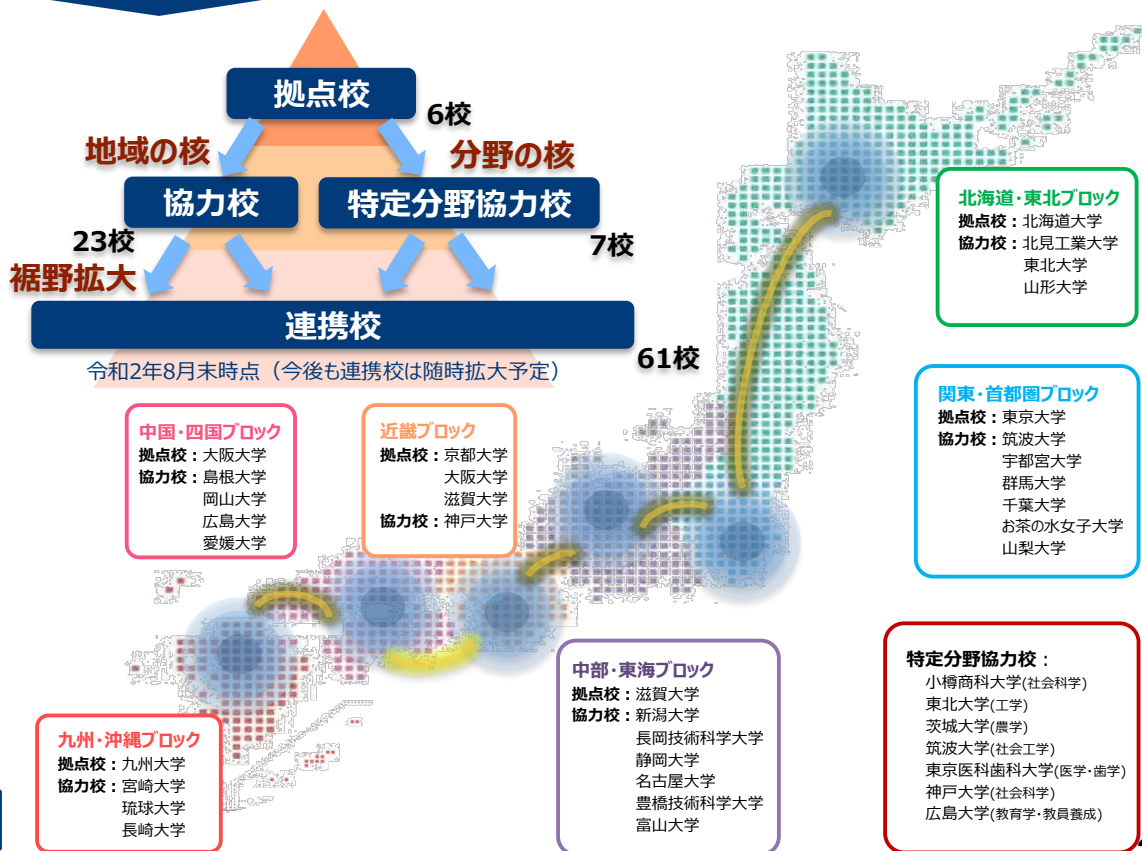 拠点校
6校
地域の核
分野の核
協力校
特定分野協力校
23校
7校
裾野拡大
連携校
61校
令和2年8月末時点（今後も連携校は随時拡大予定）
北海道・東北ブロック
拠点校：北海道大学
協力校：北見工業大学
東北大学
山形大学
関東・首都圏ブロック
拠点校：東京大学
協力校：筑波大学
宇都宮大学
群馬大学
千葉大学
お茶の水女子大学
山梨大学
中国・四国ブロック
拠点校：大阪大学
協力校：島根大学
岡山大学
広島大学
愛媛大学
近畿ブロック
拠点校：京都大学
大阪大学
滋賀大学
協力校：神戸大学
中部・東海ブロック
拠点校：滋賀大学
協力校：新潟大学
長岡技術科学大学
静岡大学
名古屋大学
豊橋技術科学大学
富山大学
特定分野協力校：
小樽商科大学(社会科学)
東北大学(工学)
茨城大学(農学)
筑波大学(社会工学)
東京医科歯科大学(医学・歯学)
神戸大学(社会科学)
広島大学(教育学・教員養成)
九州・沖縄ブロック
拠点校：九州大学
協力校：宮崎大学
琉球大学
長崎大学